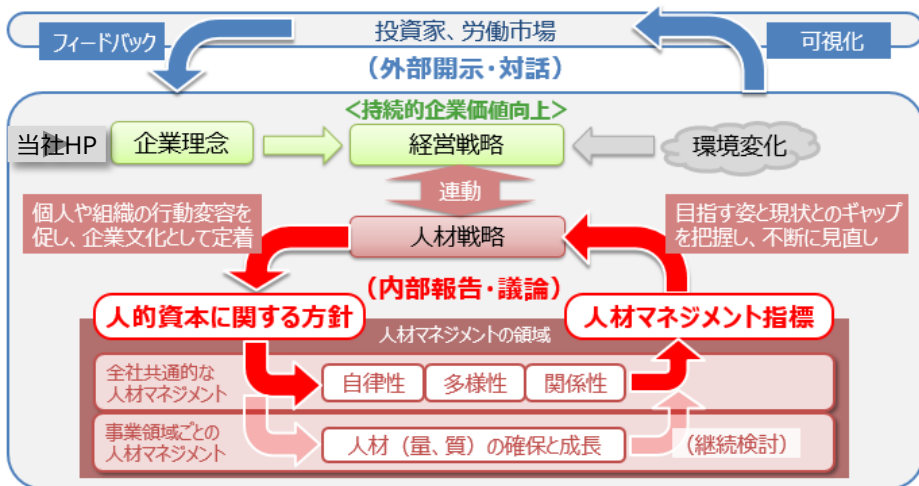 投資家、労働市場
フィードバック
可視化
（外部開示・対話）
<持続的企業価値向上>
当社HP
企業理念
経営戦略
環境変化
連動
個人や組織の行動変容を
促し、企業文化として定着
人材戦略
目指す姿と現状とのギャップ
を把握し、不断に見直し
（内部報告・議論）
人的資本に関する方針
人材マネジメント指標
人材マネジメントの領域
全社共通的な
人材マネジメント
自律性
多様性
関係性
事業領域ごとの
人材マネジメント
人材（量、質）の確保と成長
（継続検討）